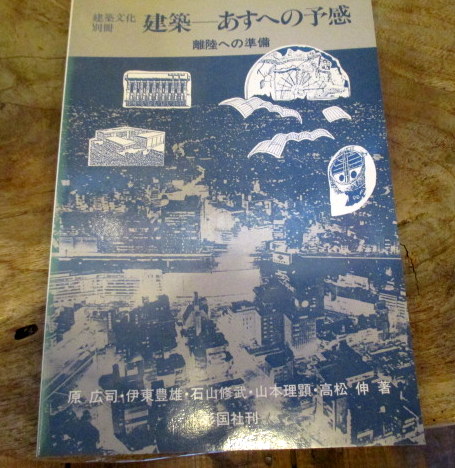 建築文化
別冊
建築—あすへの予感
離陸への準備
原 広司・伊東豊雄・石山修武・山本理顕・高松 伸 著
彰国社刊